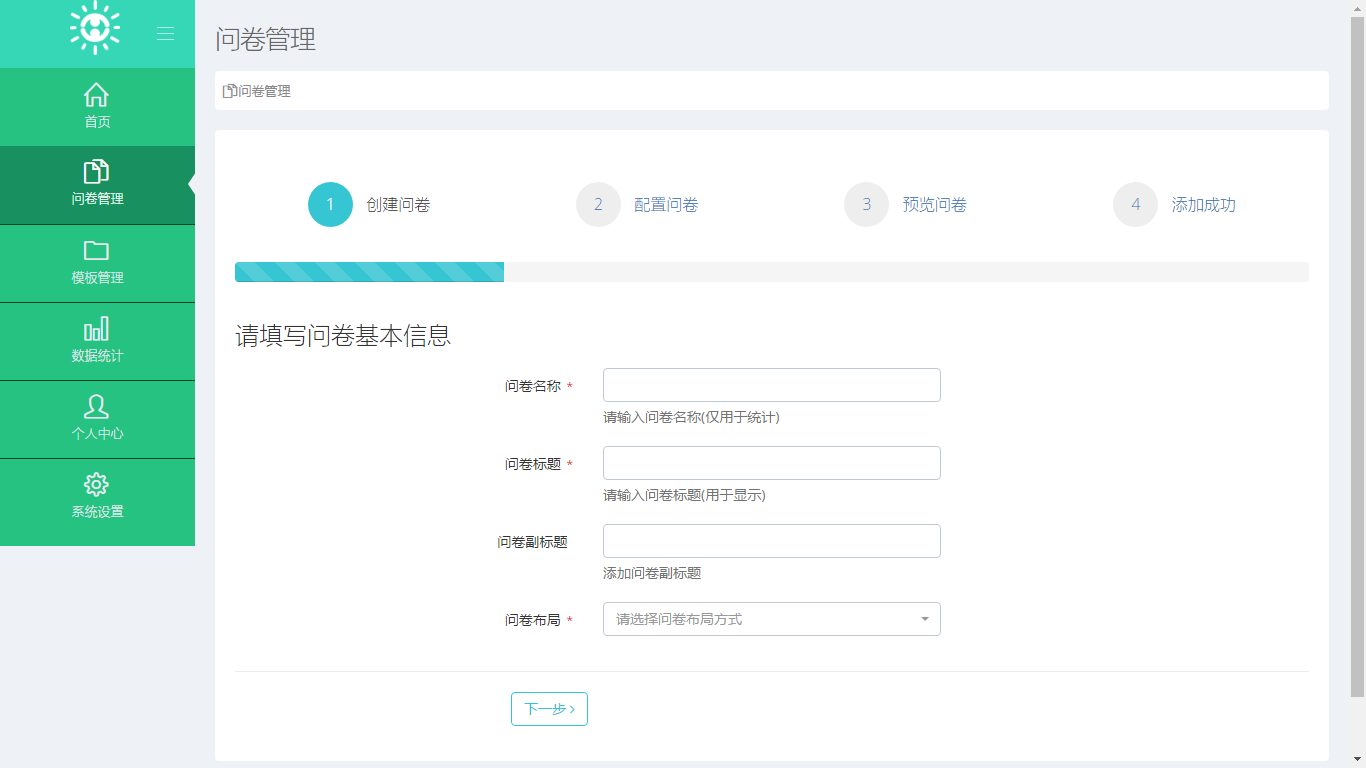 问卷管理
问卷管理
首页
问卷管理
模板管理
数据统计
个人中心
系统设置
1 创建问卷
2 配置问卷
3 预览问卷
4 添加成功
请填写问卷基本信息
问卷名称 *
请输入问卷名称(仅用于统计)
问卷标题 *
请输入问卷标题(用于显示)
问卷副标题
添加问卷副标题
问卷布局 *
请选择问卷布局方式
下一步